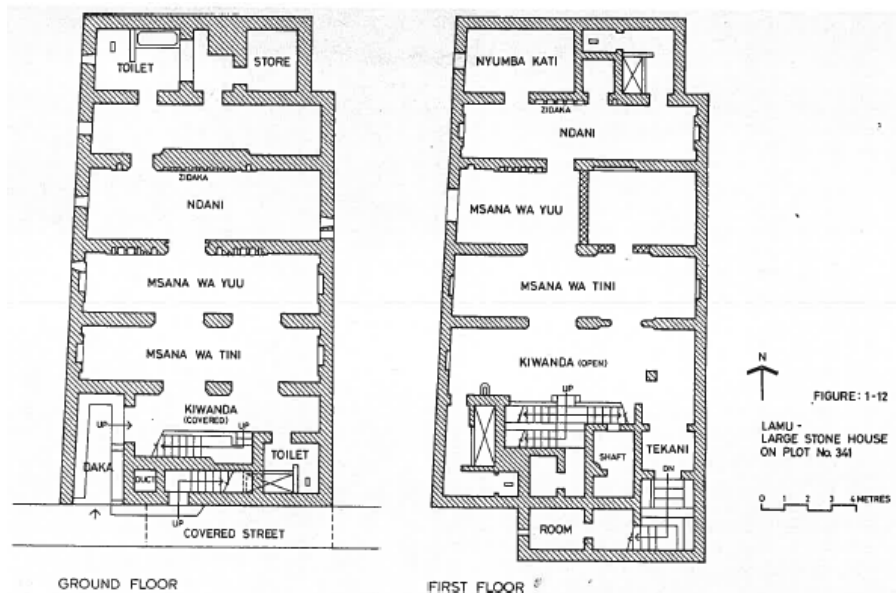 TOILET
STORE
ZIDAKA
NDANI
MSANA WA YUU
MSANA WA TINI
KIWANDA
(COVERED)
UP
UP
DAKA
TOILET
DUCT
UP
COVERED STREET
GROUND FLOOR
NYUMBA KATI
ZIDAKA
NDANI
MSANA WA YUU
MSANA WA TINI
KIWANDA (OPEN)
UP
TEKANI
SHAFT
DN
ROOM
FIRST FLOOR
N
FIGURE: 1-12
LAMU -
LARGE STONE HOUSE
ON PLOT No. 341
0 1 2 3 4 METRES